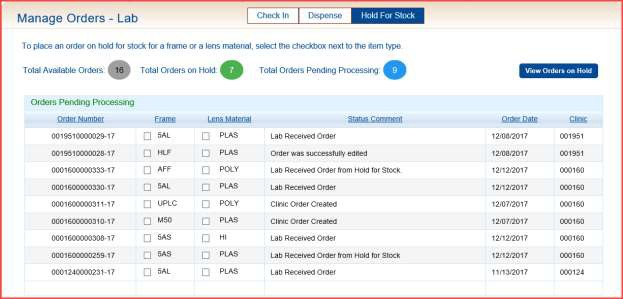 Manage Orders - Lab
Check In Dispense Hold For Stock
To place an order on hold for stock for a frame or a lens material, select the checkbox next to the item type.
Total Available Orders: 16 Total Orders on Hold: 7 Total Orders Pending Processing: 9 View Orders on Hold
Orders Pending Processing
Order Number Frame Lens Material Status Comment Order Date Clinic
0019510000029-17 5AL PLAS Lab Received Order 12/08/2017 001951
0019510000028-17 HLF PLAS Order was successfully edited 12/08/2017 001951
0001600000333-17 AFF POLY Lab Received Order from Hold for Stock. 12/12/2017 000160
0001600000330-17 5AL PLAS Lab Received Order 12/12/2017 000160
0001600000311-17 UPLC POLY Clinic Order Created 12/07/2017 000160
0001600000310-17 M50 PLAS Clinic Order Created 12/07/2017 000160
0001600000308-17 5AS HI Lab Received Order 12/12/2017 000160
0001600000259-17 5AS PLAS Lab Received Order from Hold for Stock. 12/12/2017 000160
0001240000231-17 5AL PLAS Lab Received Order 11/13/2017 000124